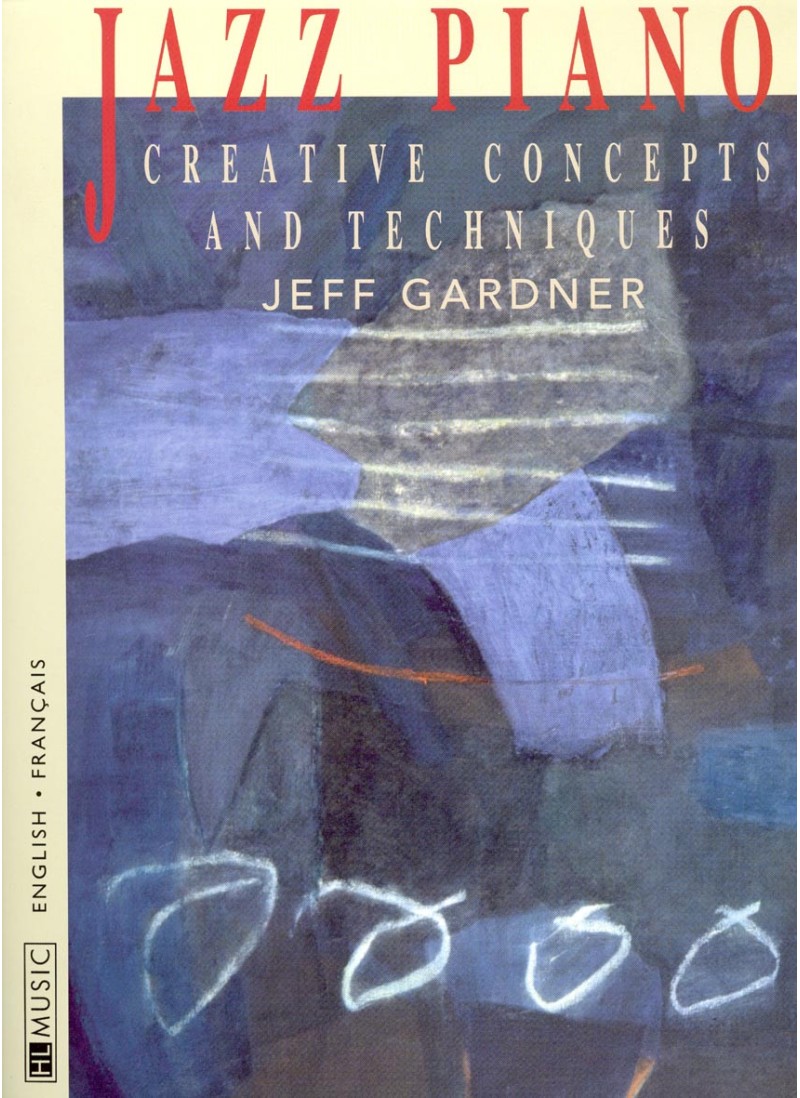 JAZZ PIANO
CREATIVE CONCEPTS
AND TECHNIQUES
JEFF GARDNER
ENGLISH • FRANÇAIS
HL MUSIC